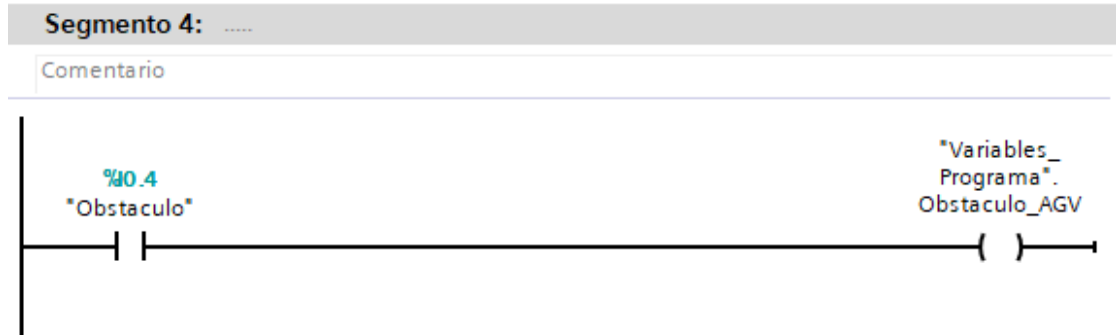 Segmento 4: .....
Comentario
%I0.4
"Obstaculo"
"Variables_
Programa".
Obstaculo_AGV